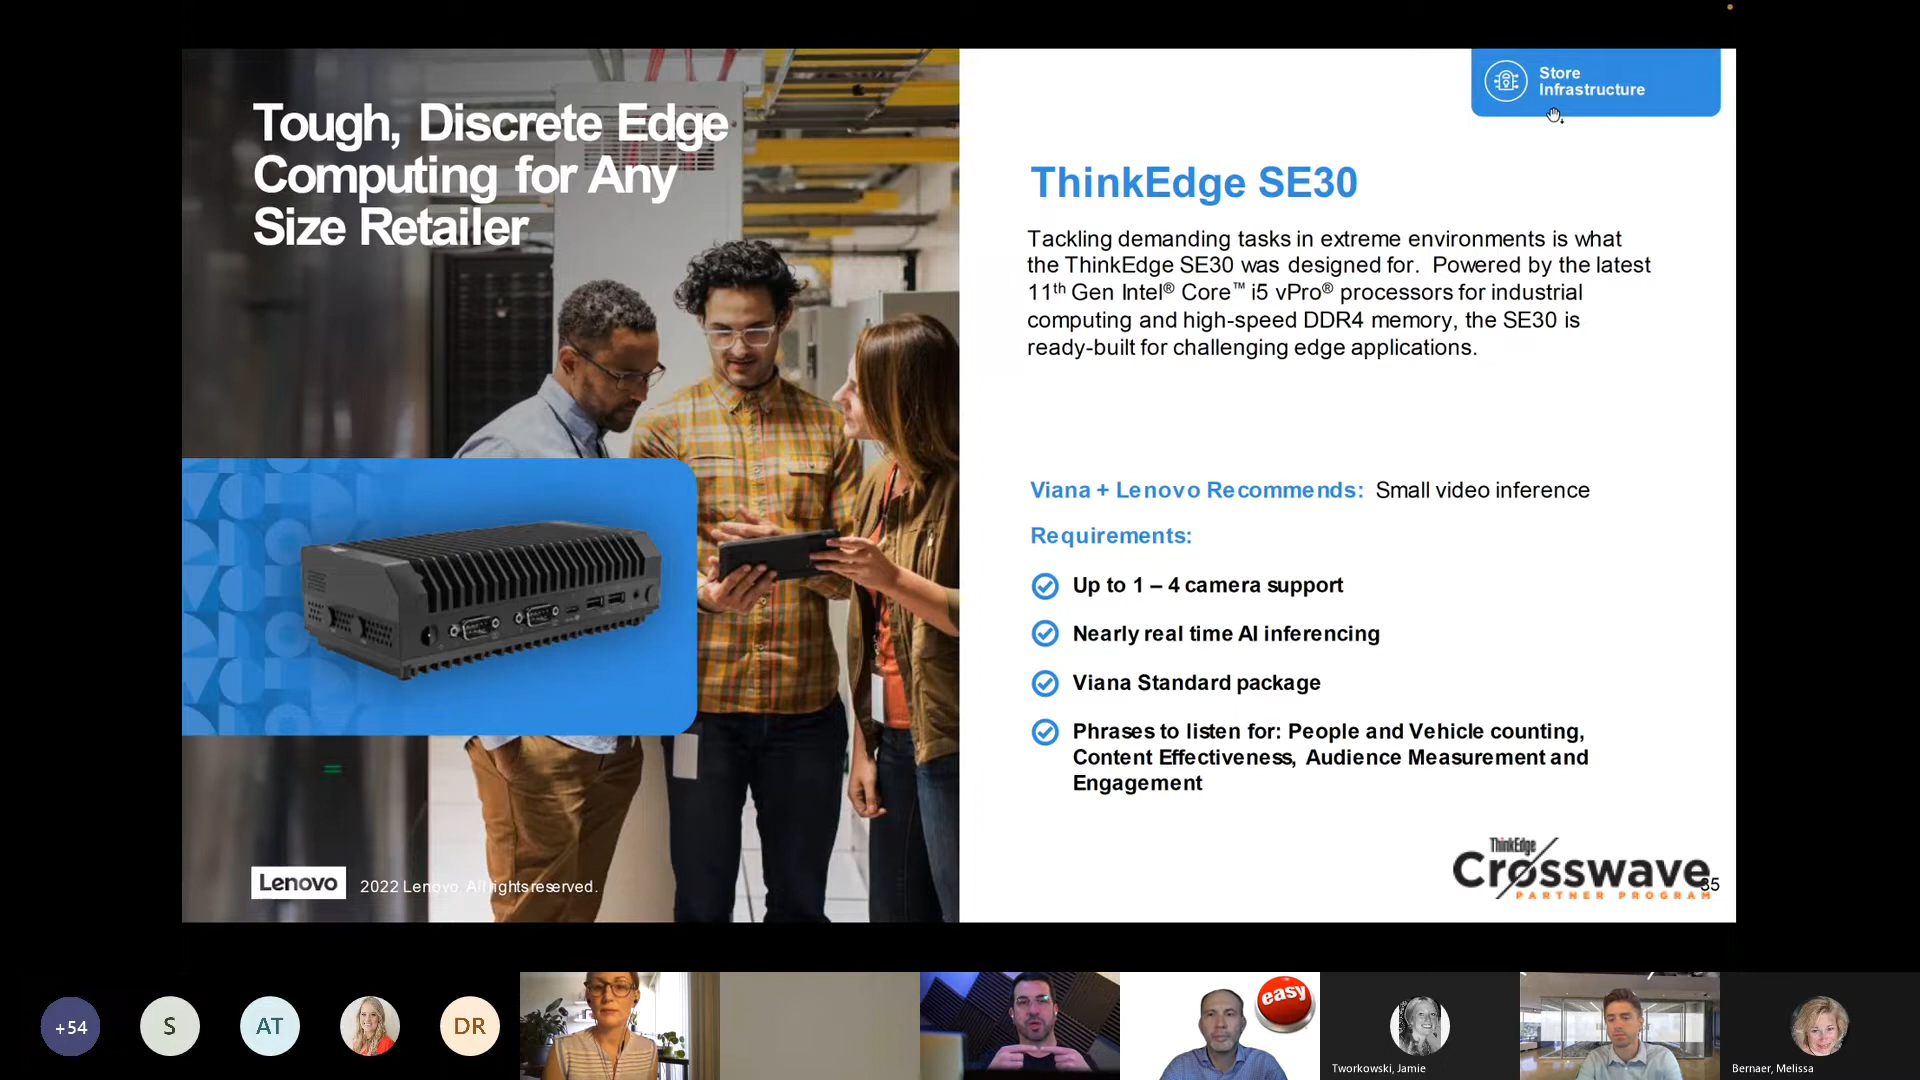 Tough, Discrete Edge
Computing for Any
Size Retailer
Lenovo
2022 Lenovo. All rights reserved.
Store
Infrastructure
ThinkEdge SE30
Tackling demanding tasks in extreme environments is what
the ThinkEdge SE30 was designed for. Powered by the latest
11th Gen Intel® Core™ i5 vPro® processors for industrial
computing and high-speed DDR4 memory, the SE30 is
ready-built for challenging edge applications.
Viana + Lenovo Recommends: Small video inference
Requirements:
Up to 1 – 4 camera support
Nearly real time AI inferencing
Viana Standard package
Phrases to listen for: People and Vehicle counting,
Content Effectiveness, Audience Measurement and
Engagement
ThinkEdge
Crosswave
PARTNER PROGRAM
35
+54
S
AT
DR
easy
Tworkowski, Jamie
Bernaer, Melissa